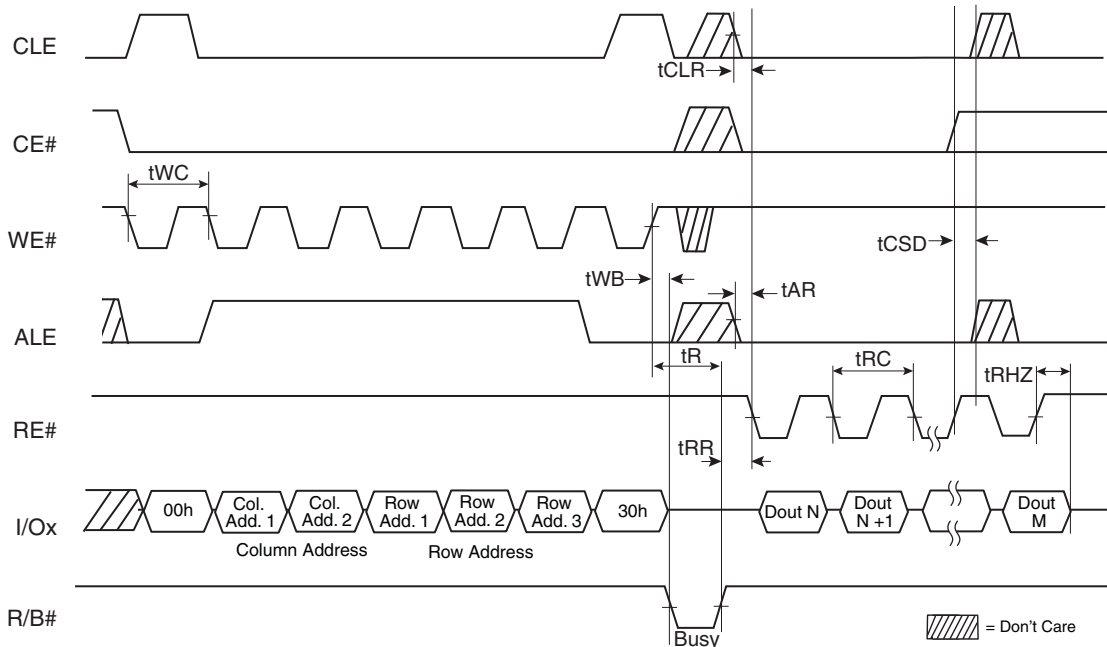 CLE
tCLR
CE#
tWC
WE#
tCSD
tWB
tAR
ALE
tR
tRC
tRHZ
RE#
tRR
I/Ox
00h
Col.
Add. 1
Col.
Add. 2
Row
Add. 1
Row
Add. 2
Row
Add. 3
30h
Dout N
Dout
N +1
Dout
M
Column Address
Row Address
R/B#
Busy
= Don't Care